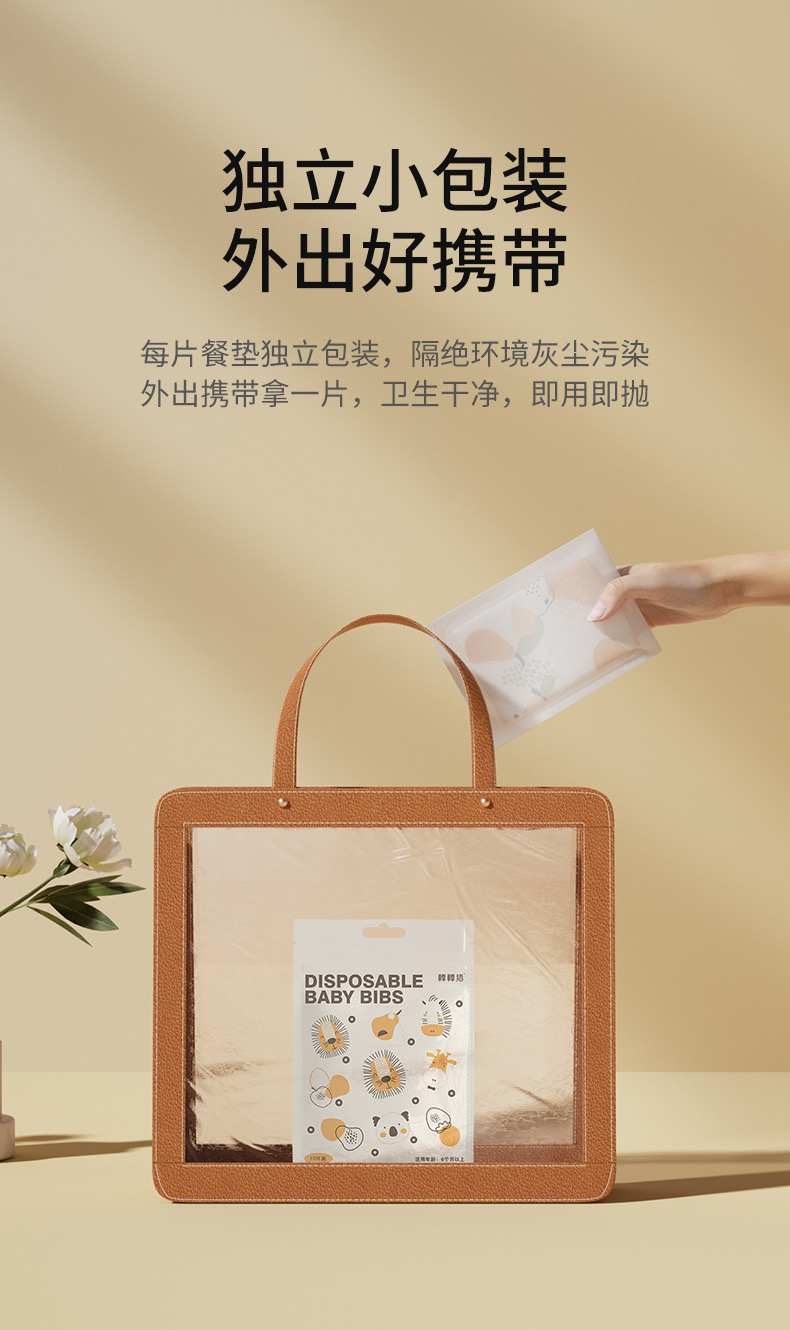 独立小包装
外出好携带
每片餐垫独立包装，隔绝环境灰尘污染
外出携带拿一片，卫生干净，即用即抛
DISPOSABLE
BABY BIBS
棒棒猪
10片装
适用年龄：6个月以上